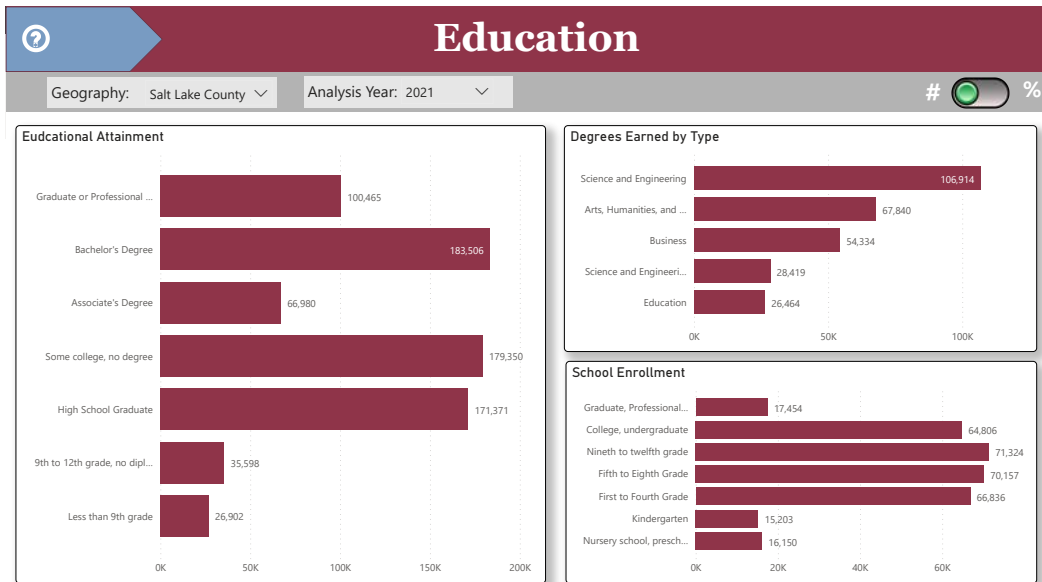 Education
Geography: Salt Lake County
Analysis Year: 2021
# %
Eudcational Attainment
Graduate or Professional ... 100,465
Bachelor's Degree 183,506
Associate's Degree 66,980
Some college, no degree 179,350
High School Graduate 171,371
9th to 12th grade, no dipl... 35,598
Less than 9th grade 26,902
0K 50K 100K 150K 200K
Degrees Earned by Type
Science and Engineering 106,914
Arts, Humanities, and ... 67,840
Business 54,334
Science and Engineeri... 28,419
Education 26,464
0K 50K 100K
School Enrollment
Graduate, Professional... 17,454
College, undergraduate 64,806
Nineth to twelfth grade 71,324
Fifth to Eighth Grade 70,157
First to Fourth Grade 66,836
Kindergarten 15,203
Nursery school, presch... 16,150
0K 20K 40K 60K